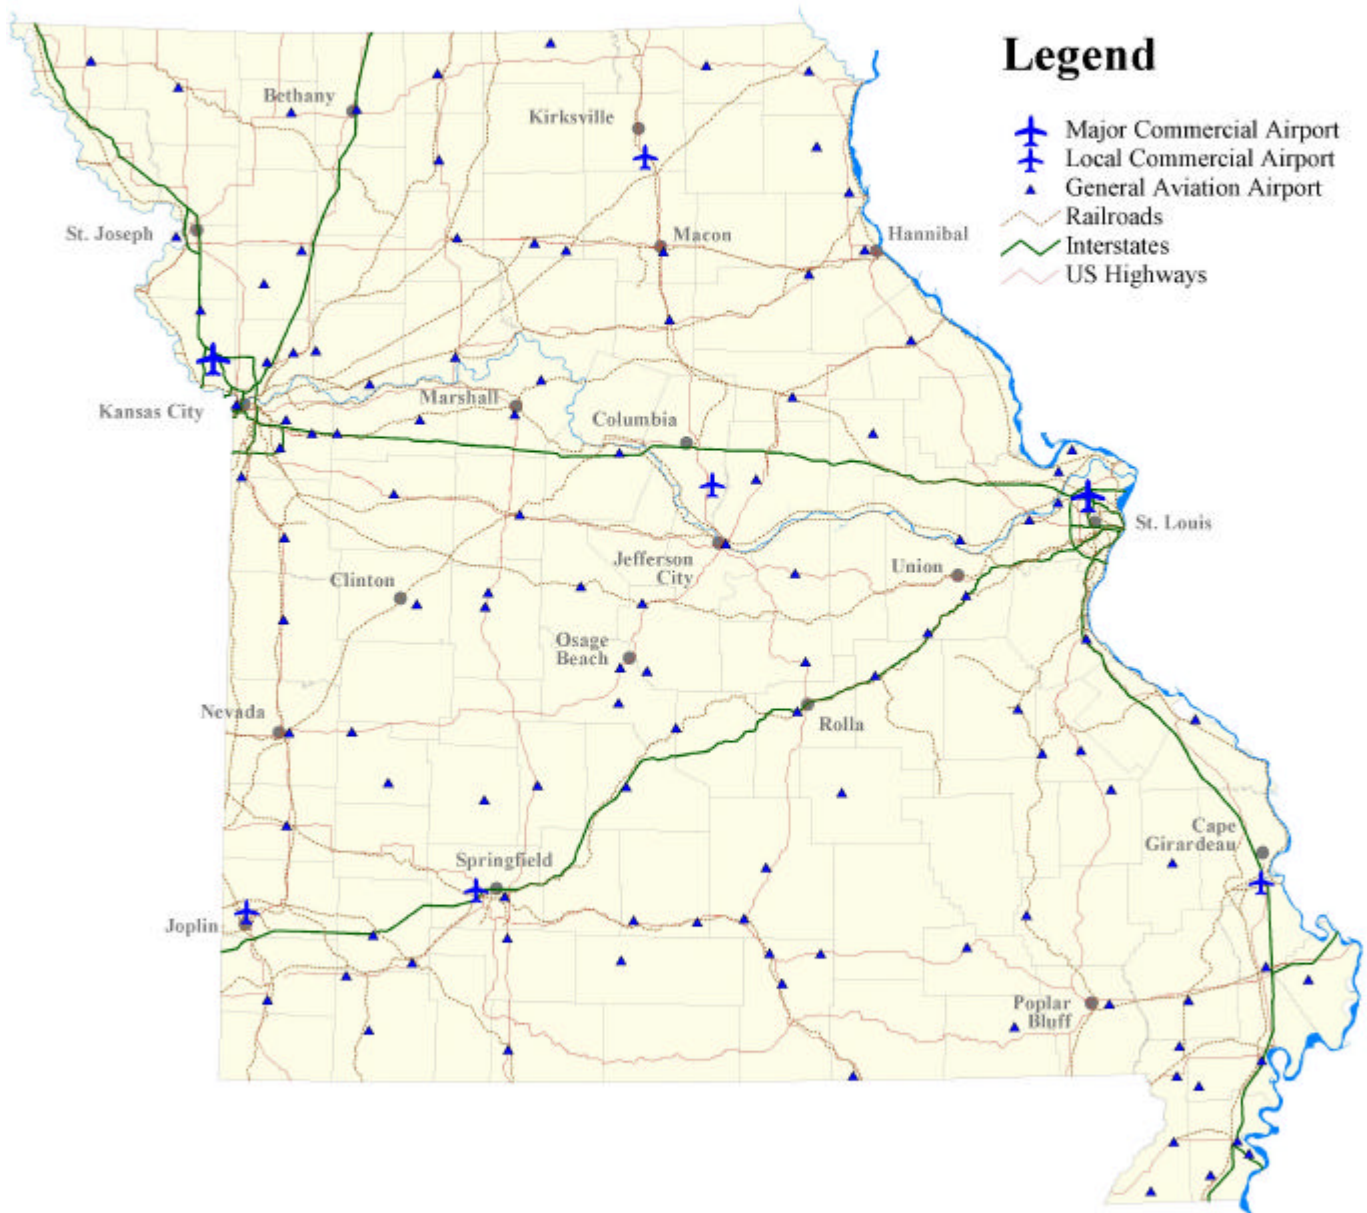 Legend
Major Commercial Airport
Local Commercial Airport
General Aviation Airport
Railroads
Interstates
US Highways
Bethany
Kirksville
St. Joseph
Macon
Hannibal
Kansas City
Marshall
Columbia
St. Louis
Jefferson
City
Union
Clinton
Osage
Beach
Nevada
Rolla
Cape
Girardeau
Springfield
Joplin
Poplar
Bluff